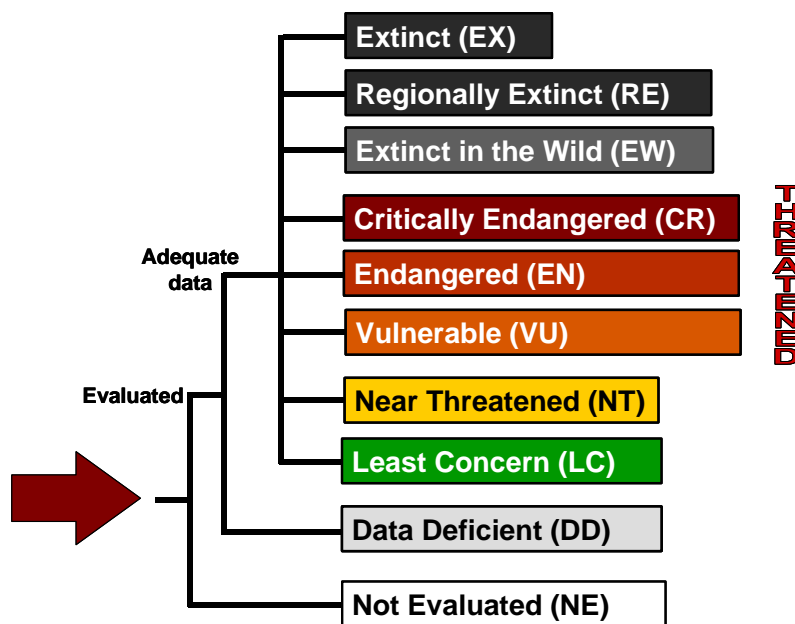 Extinct (EX)
Regionally Extinct (RE)
Extinct in the Wild (EW)
Critically Endangered (CR)
Adequate
data
Endangered (EN)
Vulnerable (VU)
THREATENED
Evaluated
Near Threatened (NT)
Least Concern (LC)
Data Deficient (DD)
Not Evaluated (NE)